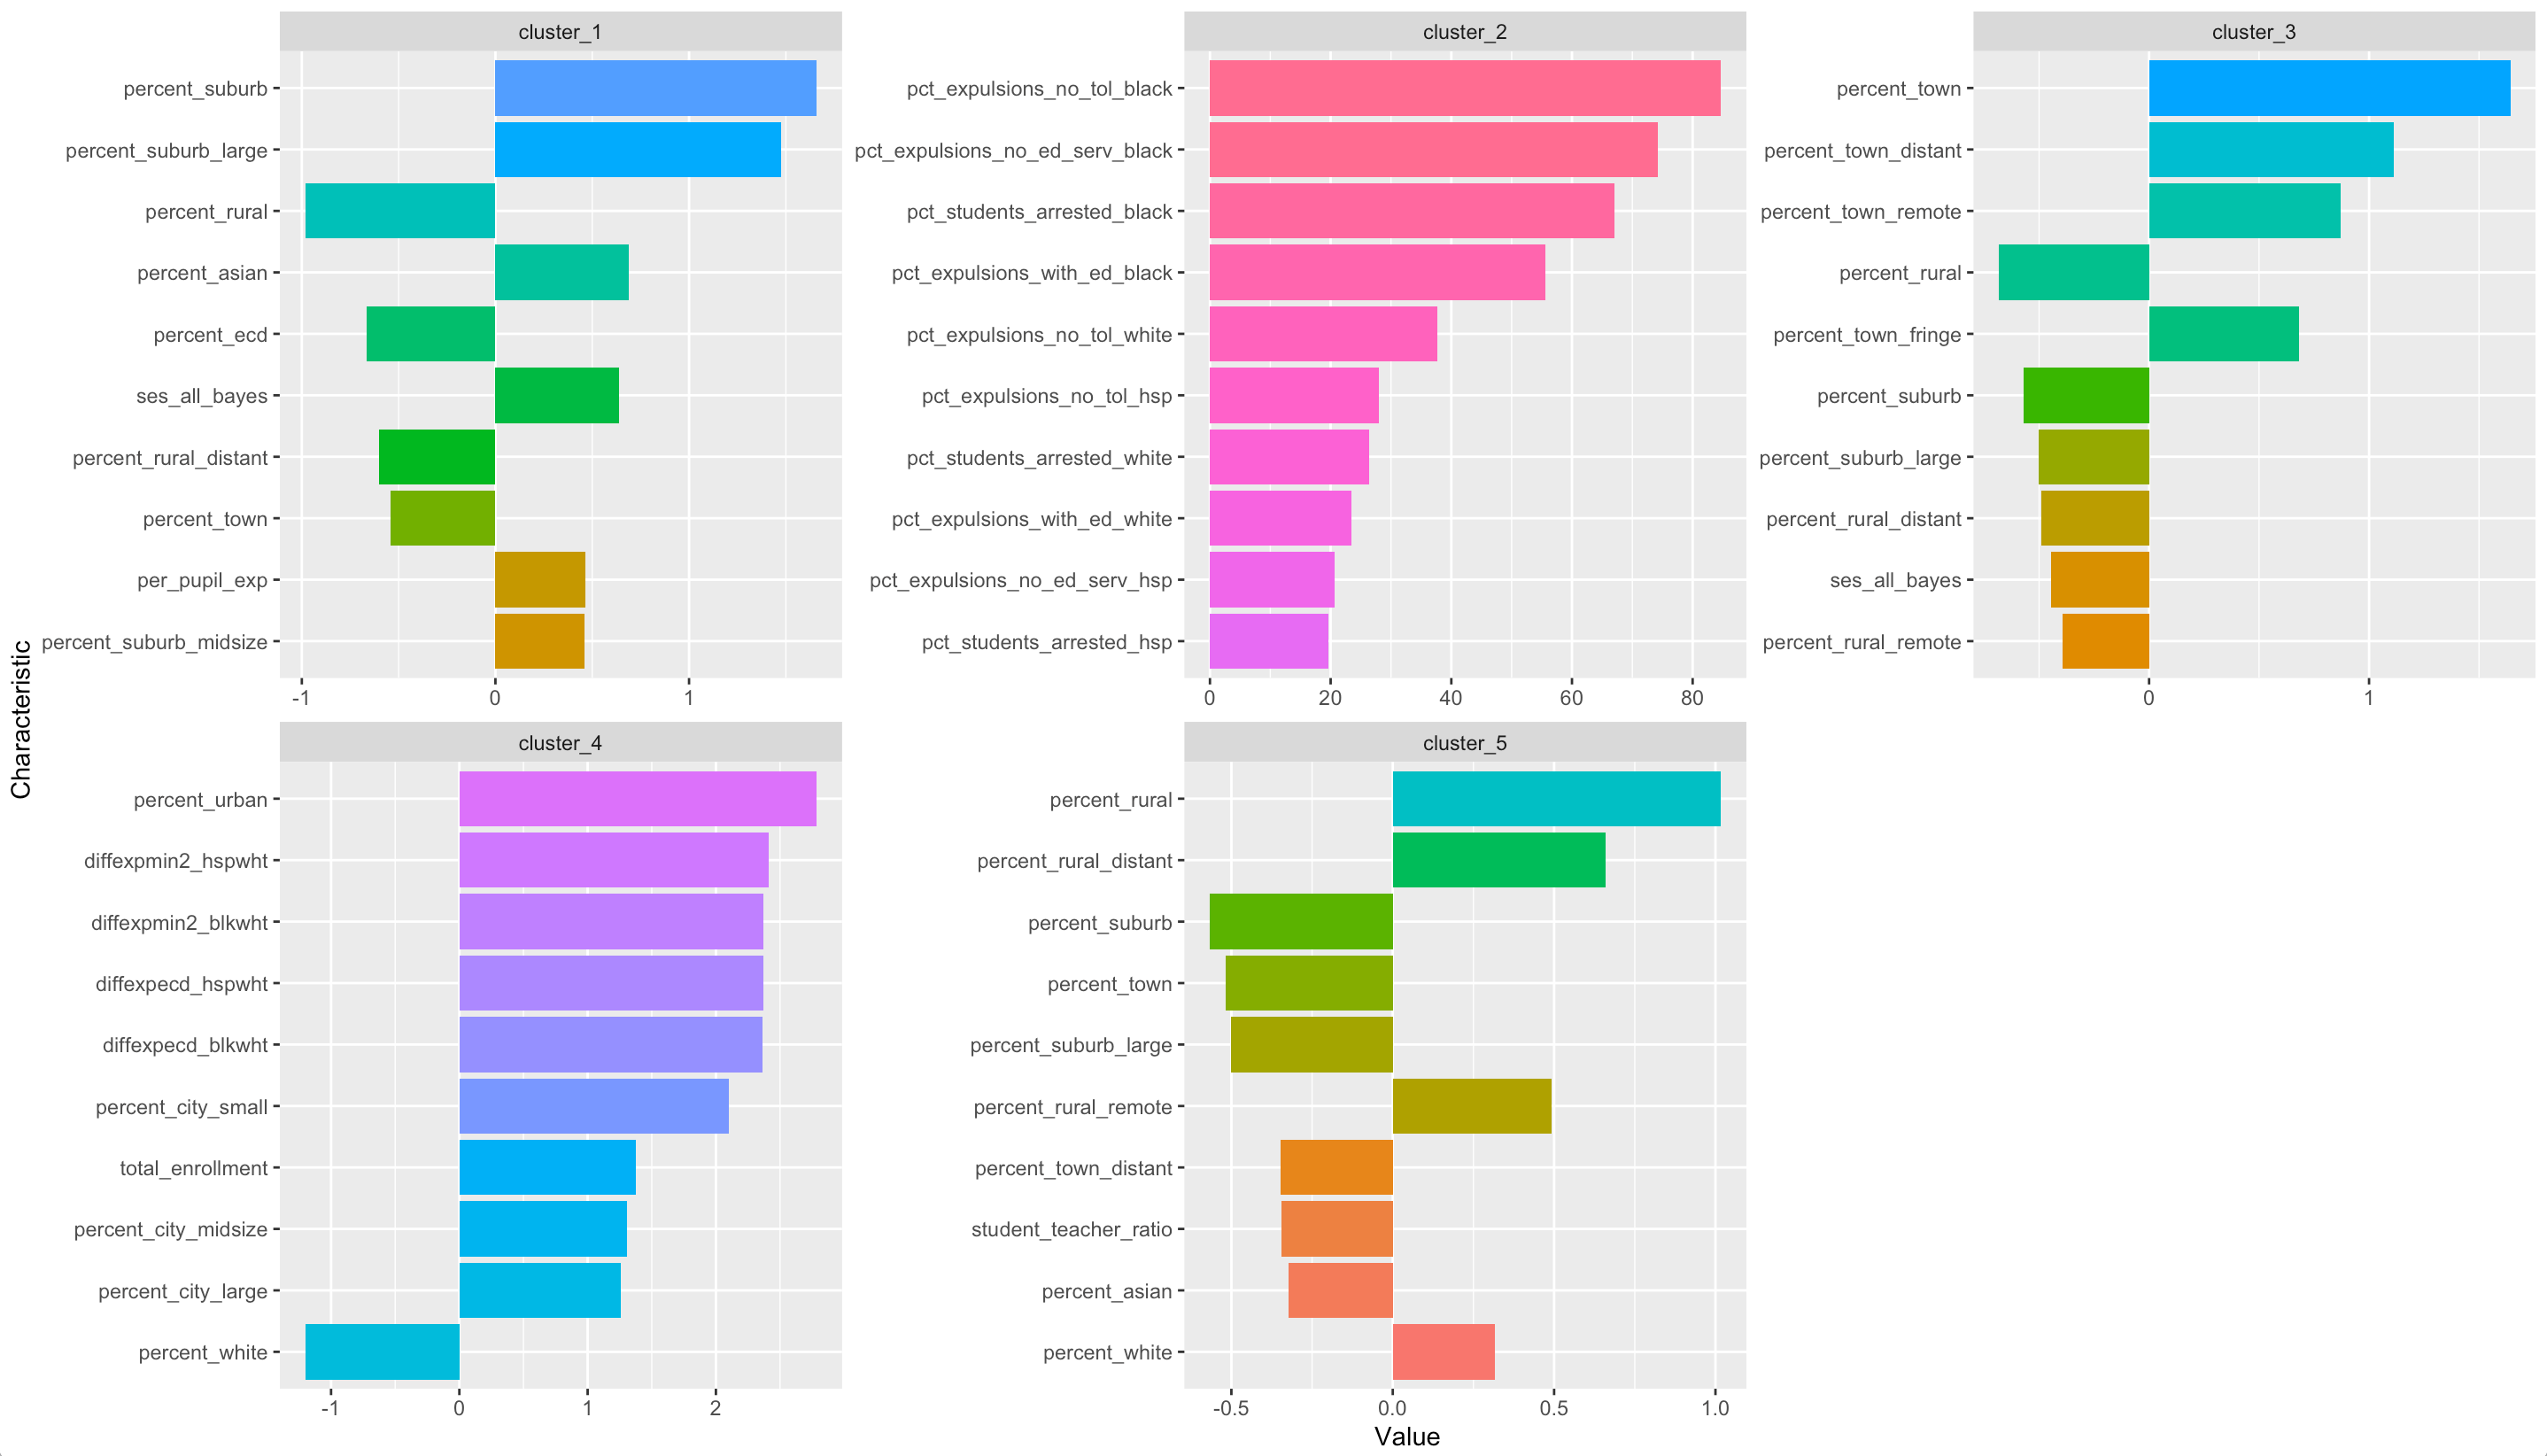 Characteristic
cluster_1
percent_suburb
percent_suburb_large
percent_rural
percent_asian
percent_ecd
ses_all_bayes
percent_rural_distant
percent_town
per_pupil_exp
percent_suburb_midsize
-1 0 1
cluster_2
pct_expulsions_no_tol_black
pct_expulsions_no_ed_serv_black
pct_students_arrested_black
pct_expulsions_with_ed_black
pct_expulsions_no_tol_white
pct_expulsions_no_tol_hsp
pct_students_arrested_white
pct_expulsions_with_ed_white
pct_expulsions_no_ed_serv_hsp
pct_students_arrested_hsp
0 20 40 60 80
cluster_3
percent_town
percent_town_distant
percent_town_remote
percent_rural
percent_town_fringe
percent_suburb
percent_suburb_large
percent_rural_distant
ses_all_bayes
percent_rural_remote
0 1
cluster_4
percent_urban
diffexpmin2_hspwht
diffexpmin2_blkwht
diffexpecd_hspwht
diffexpecd_blkwht
percent_city_small
total_enrollment
percent_city_midsize
percent_city_large
percent_white
-1 0 1 2
cluster_5
percent_rural
percent_rural_distant
percent_suburb
percent_town
percent_suburb_large
percent_rural_remote
percent_town_distant
student_teacher_ratio
percent_asian
percent_white
-0.5 0.0 0.5 1.0
Value